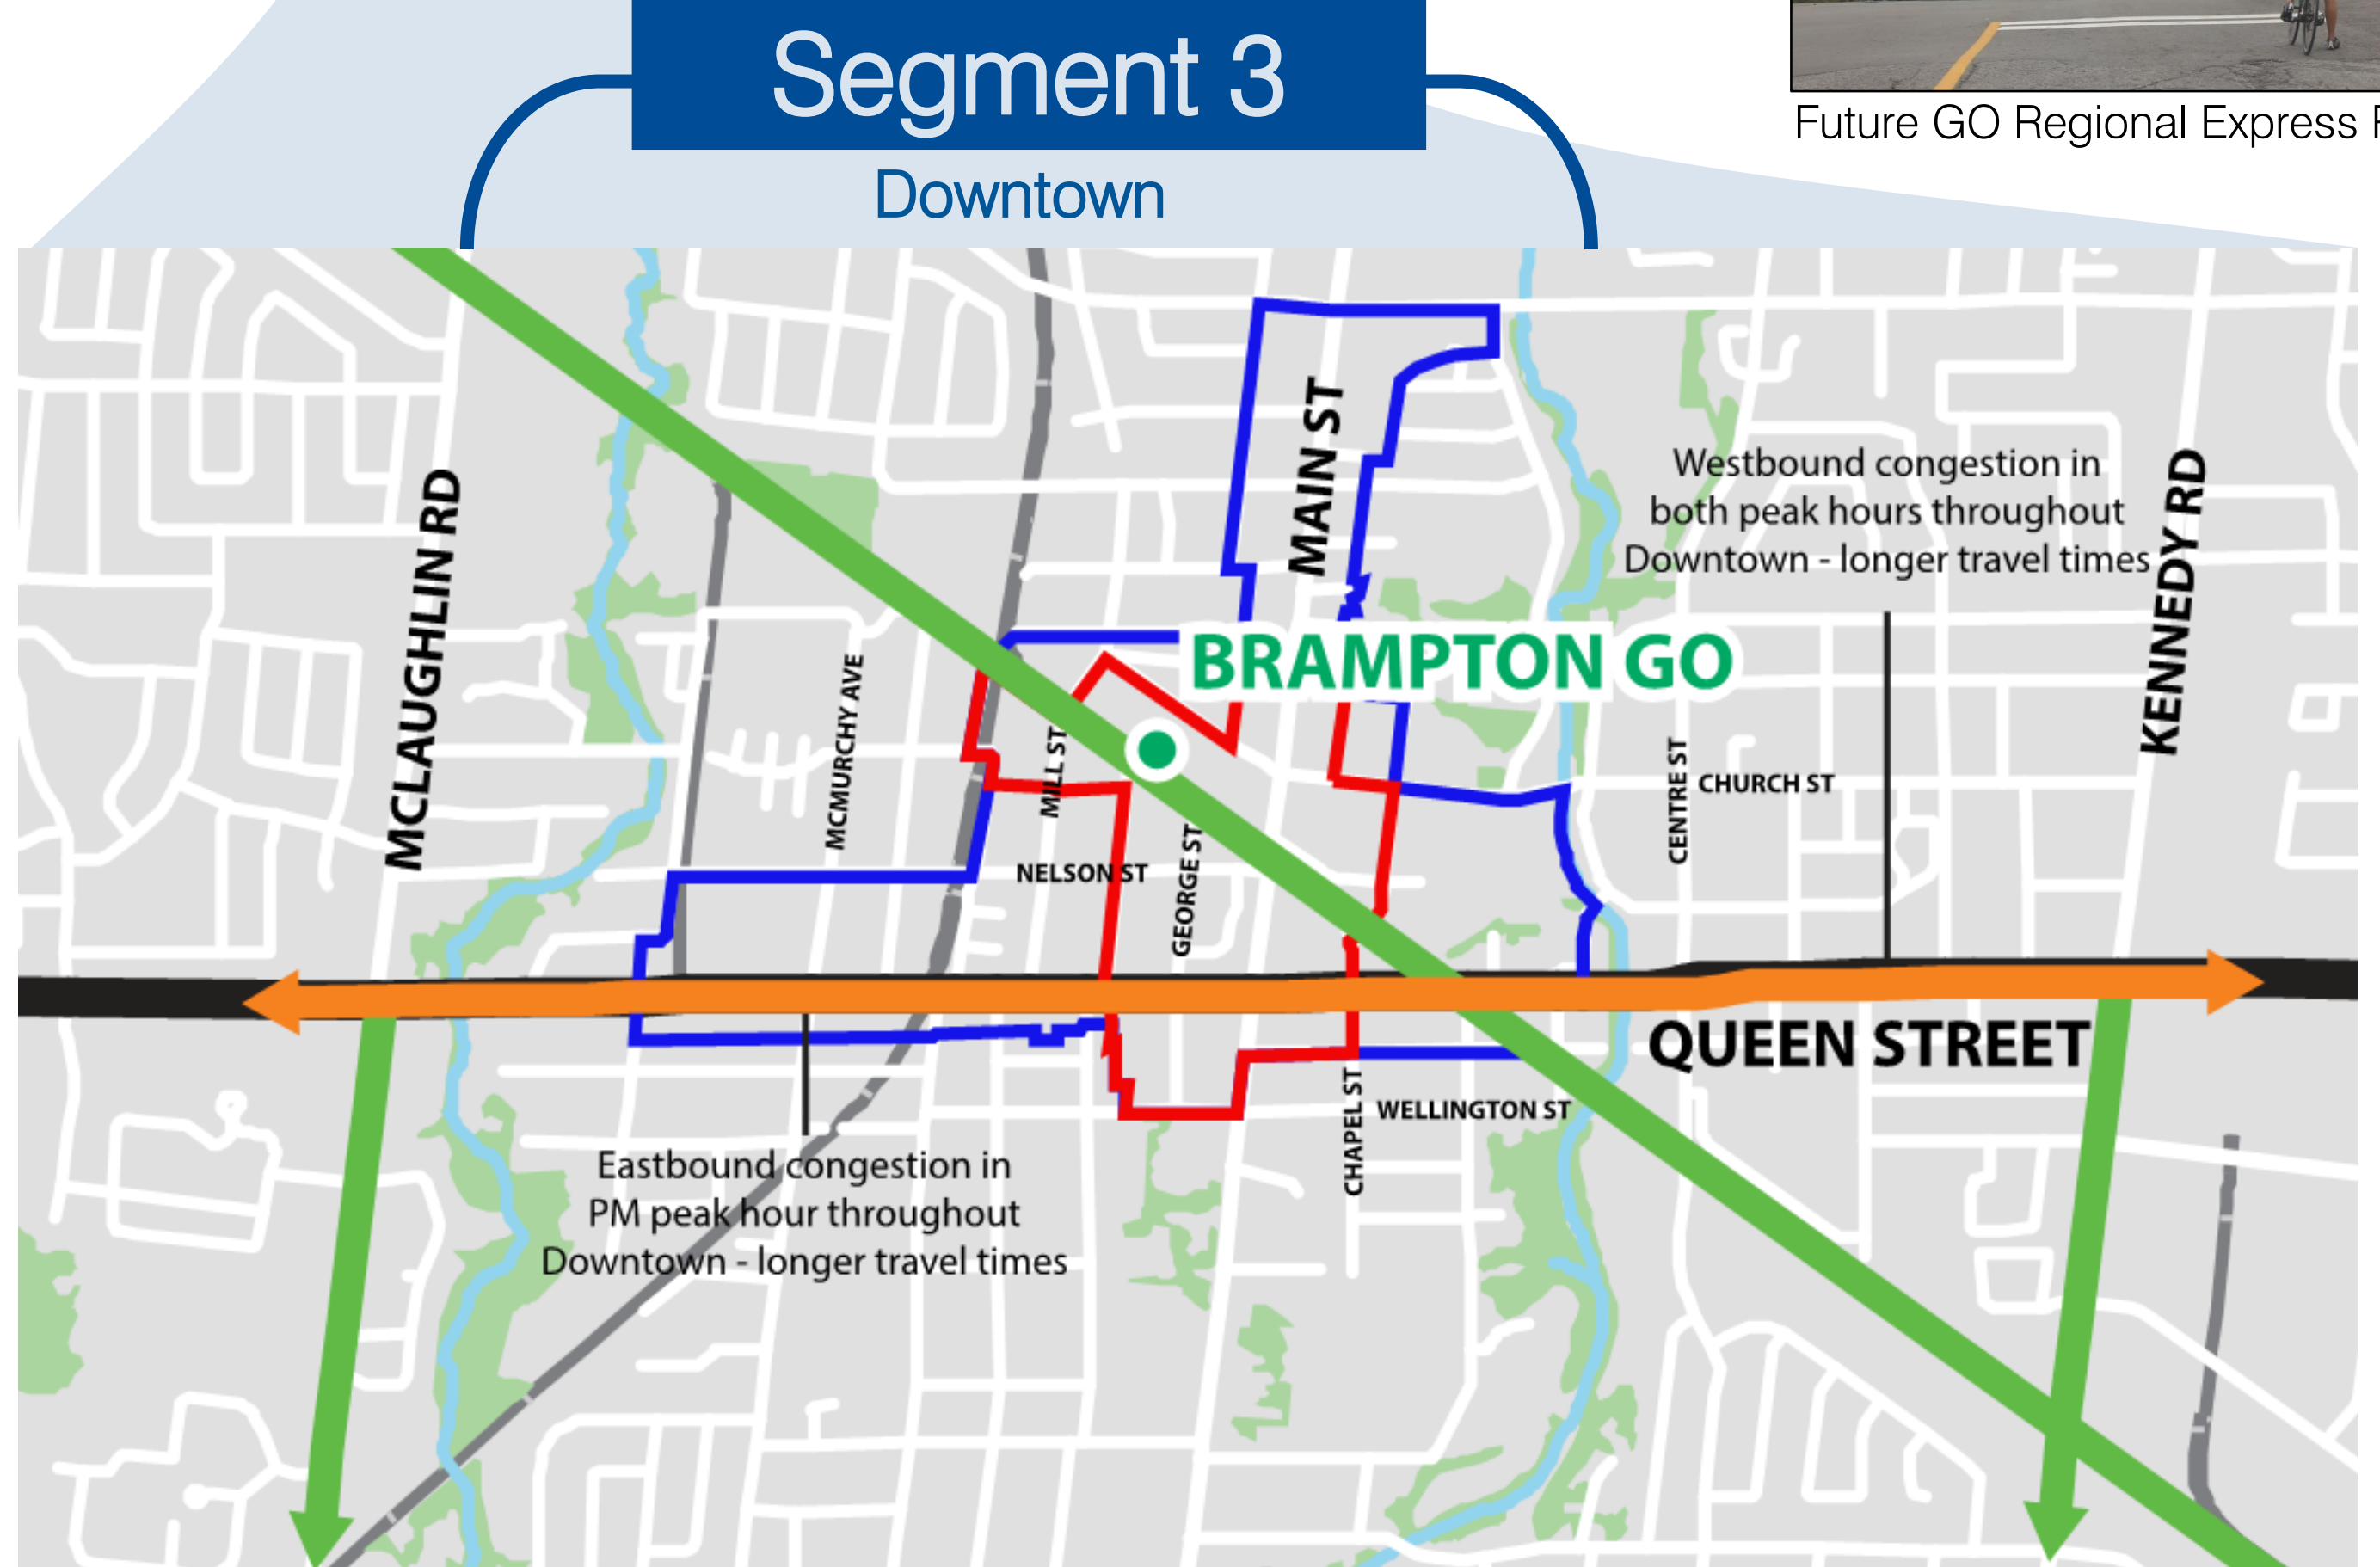 Segment 3
Downtown
Future GO Regional Express
MAIN ST
Westbound congestion in
both peak hours throughout
Downtown - longer travel times
MCLAUGHLIN RD
KENNEDY RD
BRAMPTON GO
MCMURCHY AVE
MILL ST
CENTRE ST
CHURCH ST
NELSON ST
GEORGE ST
QUEEN STREET
CHAPEL ST
WELLINGTON ST
Eastbound congestion in
PM peak hour throughout
Downtown - longer travel times